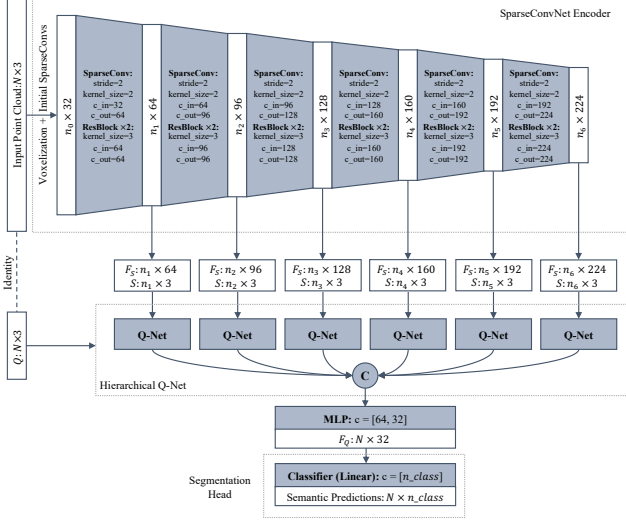 SparseConvNet Encoder
Input Point Cloud: N×3
Voxelization + Initial SparseConvs
n₀ × 32
SparseConv:
stride=2
kernel_size=2
c_in=32
c_out=64
ResBlock ×2:
kernel_size=3
c_in=64
c_out=64
n₁ × 64
SparseConv:
stride=2
kernel_size=2
c_in=64
c_out=96
ResBlock ×2:
kernel_size=3
c_in=96
c_out=96
n₂ × 96
SparseConv:
stride=2
kernel_size=2
c_in=96
c_out=128
ResBlock ×2:
kernel_size=3
c_in=128
c_out=128
n₃ × 128
SparseConv:
stride=2
kernel_size=2
c_in=128
c_out=160
ResBlock ×2:
kernel_size=3
c_in=160
c_out=160
n₄ × 160
SparseConv:
stride=2
kernel_size=2
c_in=160
c_out=192
ResBlock ×2:
kernel_size=3
c_in=192
c_out=192
n₅ × 192
SparseConv:
stride=2
kernel_size=2
c_in=192
c_out=224
ResBlock ×2:
kernel_size=3
c_in=224
c_out=224
n₆ × 224
Identity
F_S: n₁ × 64
S: n₁ × 3
F_S: n₂ × 96
S: n₂ × 3
F_S: n₃ × 128
S: n₃ × 3
F_S: n₄ × 160
S: n₄ × 3
F_S: n₅ × 192
S: n₅ × 3
F_S: n₆ × 224
S: n₆ × 3
Q: N×3
Q-Net
Q-Net
Q-Net
Q-Net
Q-Net
Q-Net
C
Hierarchical Q-Net
MLP: c = [64, 32]
F_Q: N × 32
Segmentation
Head
Classifier (Linear): c = [n_class]
Semantic Predictions: N × n_class